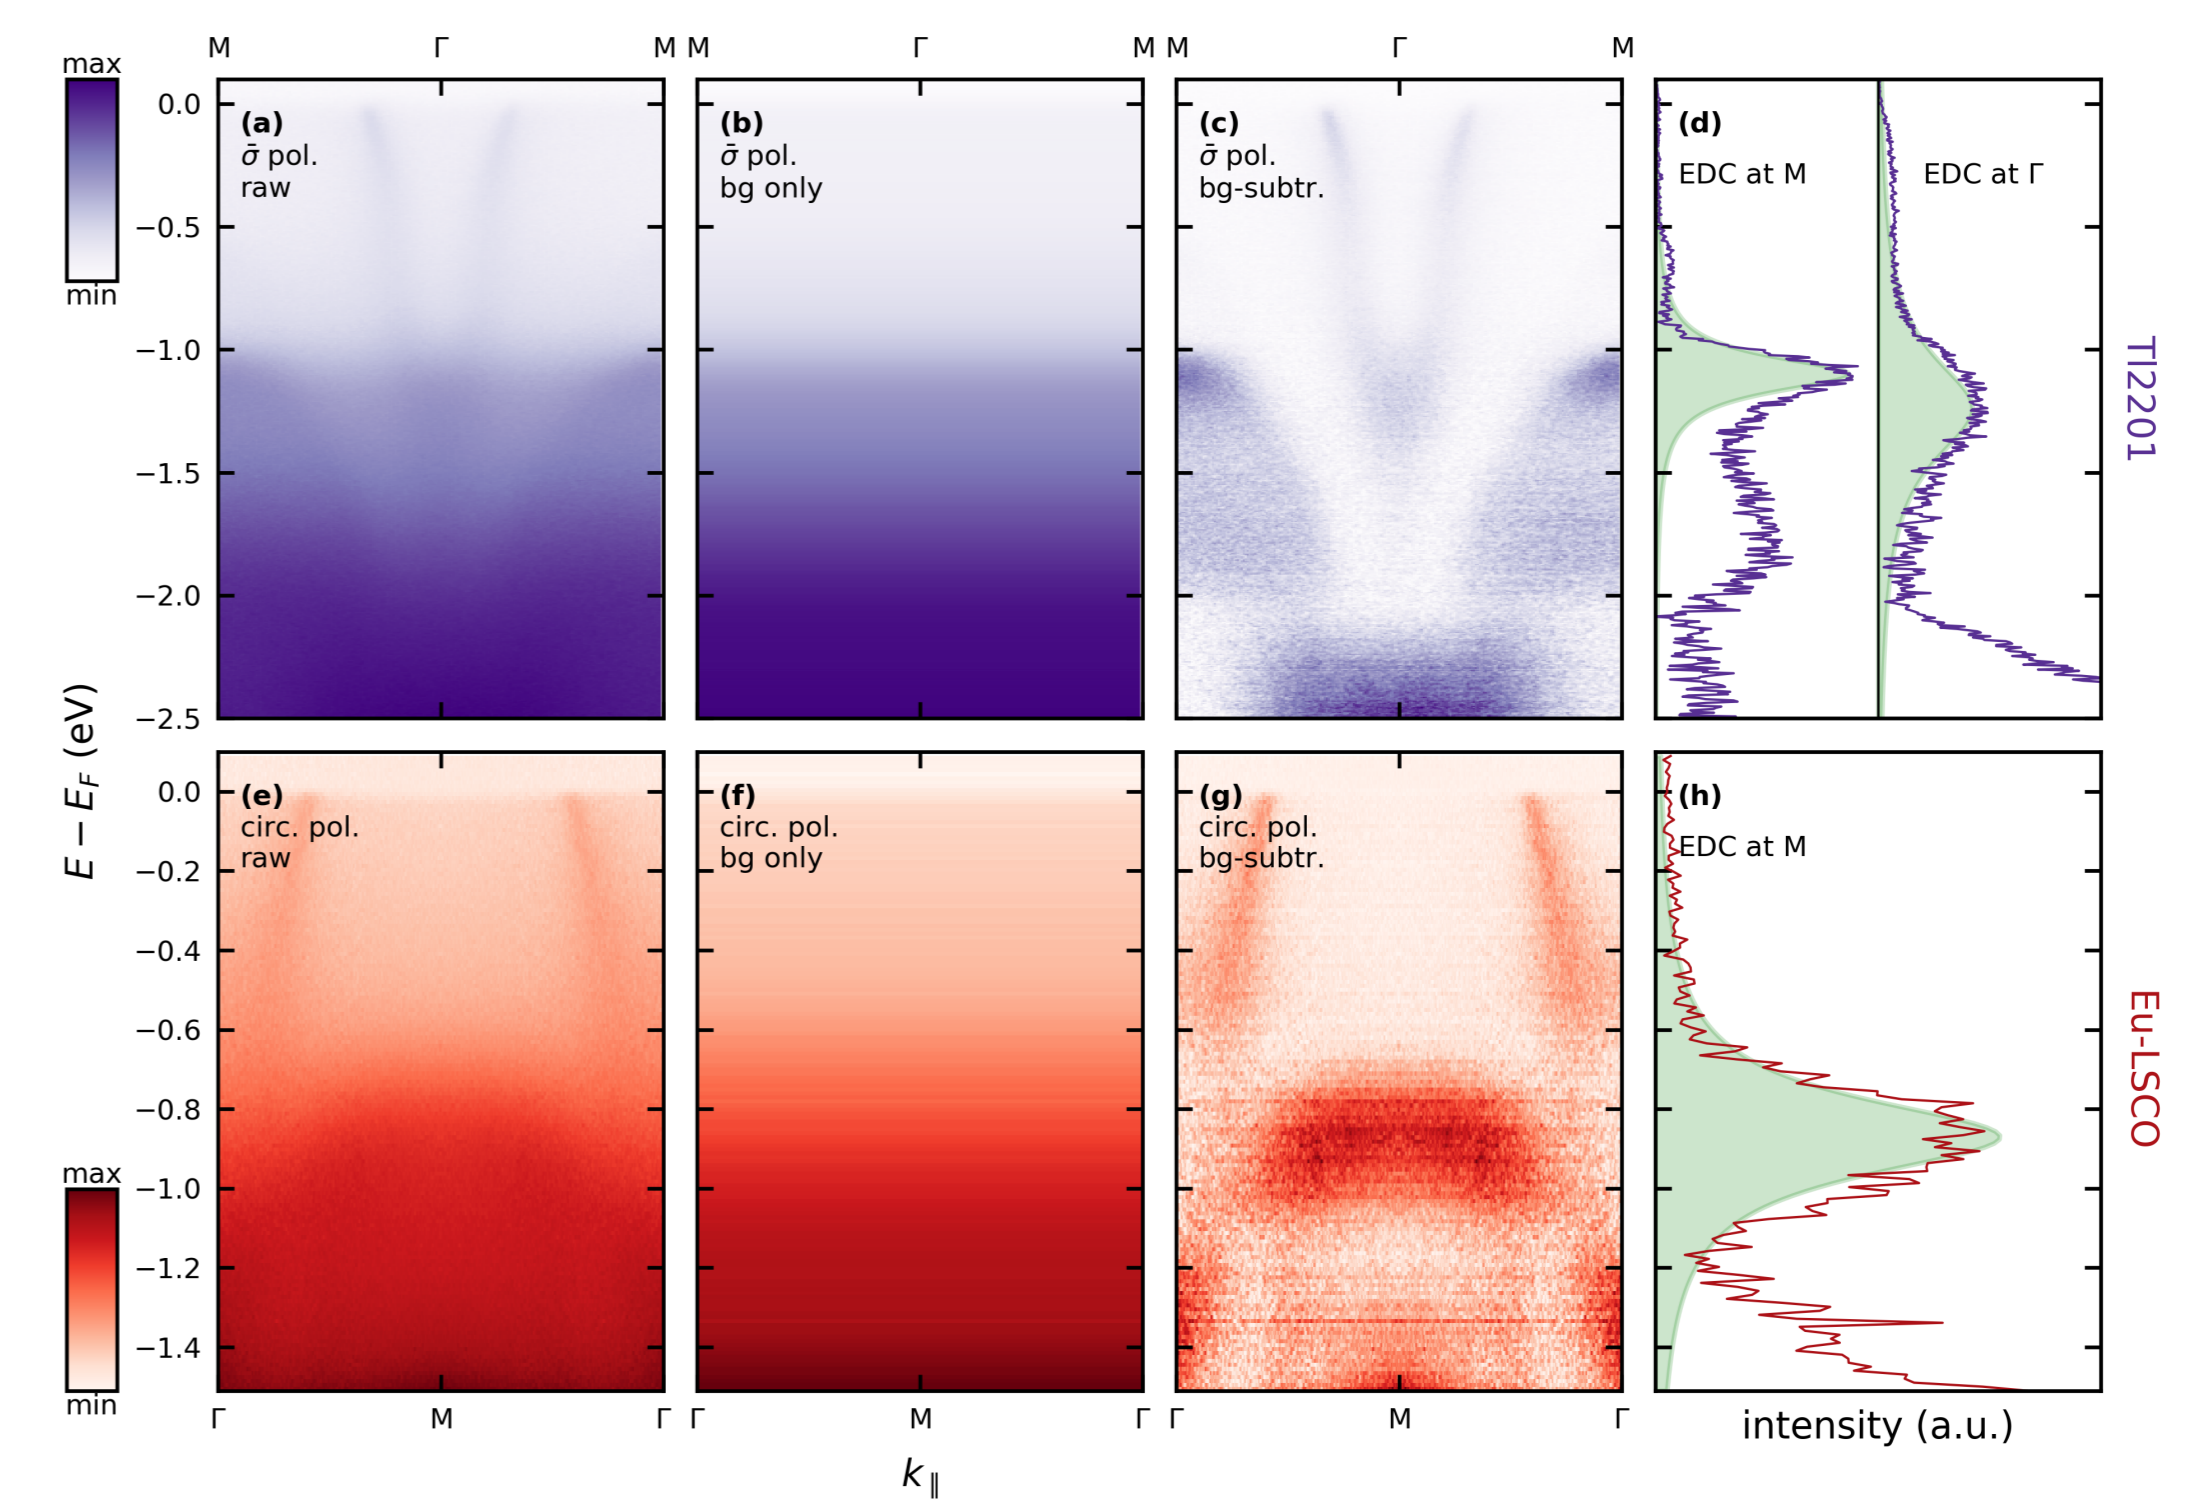 M Γ M M Γ M M Γ M
max
min
0.0
−0.5
−1.0
−1.5
−2.0
−2.5
(a)
σ̄ pol.
raw
(b)
σ̄ pol.
bg only
(c)
σ̄ pol.
bg-subtr.
(d)
EDC at M
EDC at Γ
Tl2201
E − E_F (eV)
0.0
−0.2
−0.4
−0.6
−0.8
−1.0
−1.2
−1.4
max
min
(e)
circ. pol.
raw
(f)
circ. pol.
bg only
(g)
circ. pol.
bg-subtr.
(h)
EDC at M
Eu-LSCO
Γ M Γ Γ M Γ Γ M Γ
intensity (a.u.)
k∥